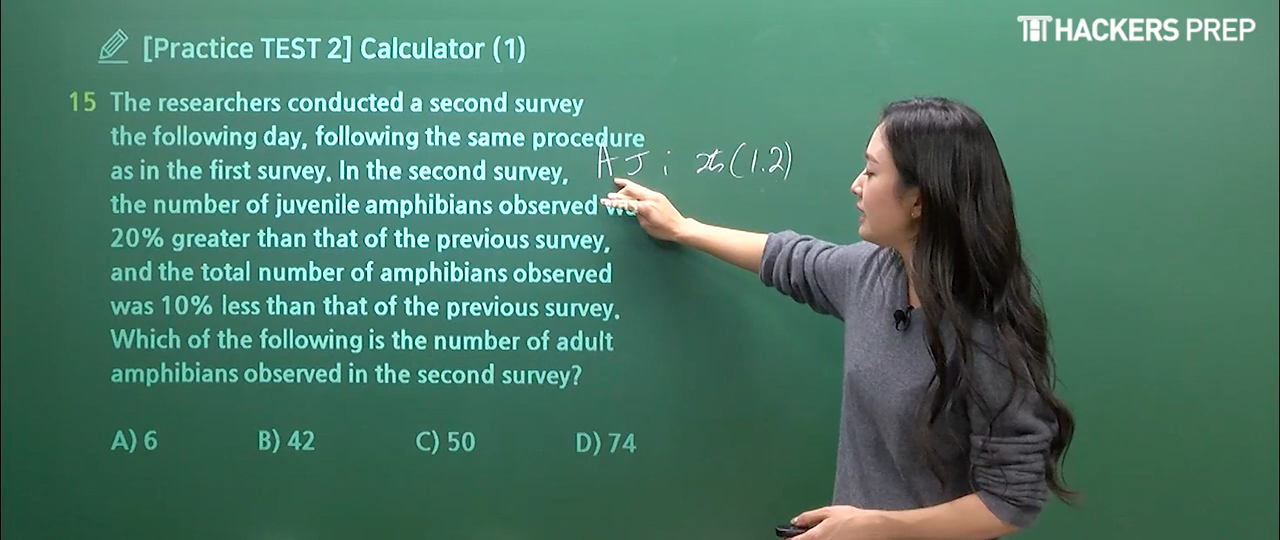 HACKERS PREP
[Practice TEST 2] Calculator (1)
15 The researchers conducted a second survey
the following day, following the same procedure
as in the first survey. In the second survey,
the number of juvenile amphibians observed
20% greater than that of the previous survey,
and the total number of amphibians observed
was 10% less than that of the previous survey.
Which of the following is the number of adult
amphibians observed in the second survey?
A) 6 B) 42 C) 50 D) 74
A J : (1.2)